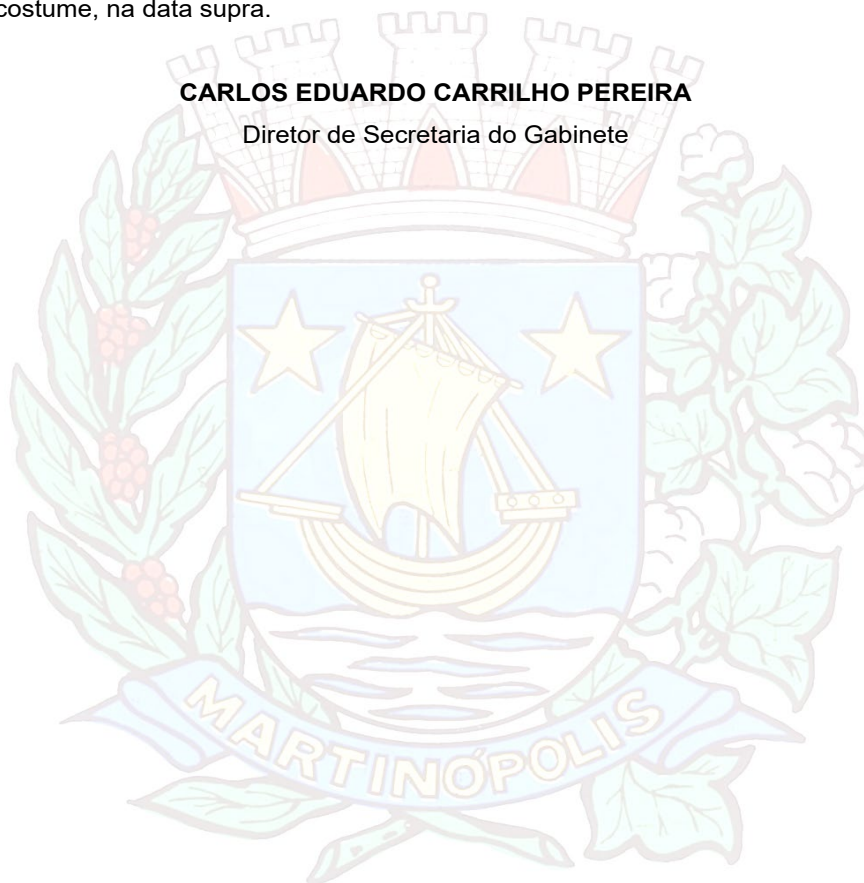 costume, na data supra.
CARLOS EDUARDO CARRILHO PEREIRA
Diretor de Secretaria do Gabinete
MARTINÓPOLIS